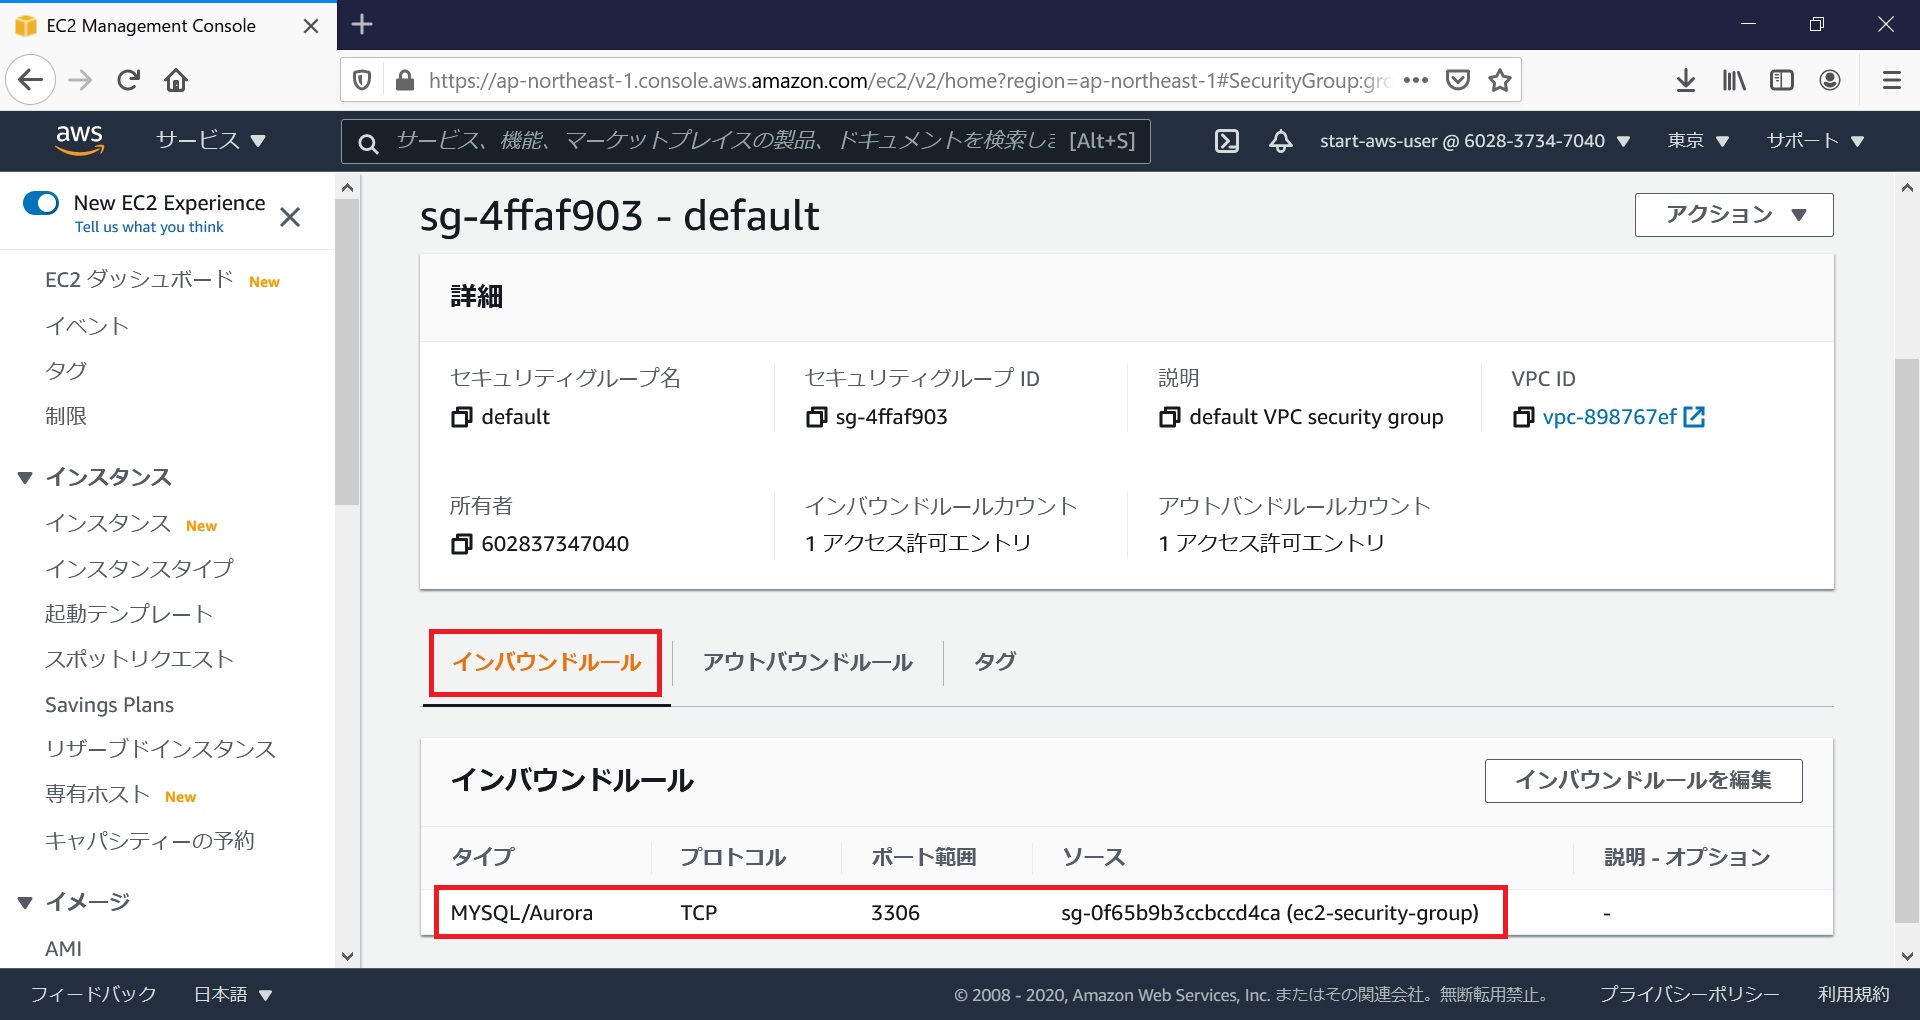 EC2 Management Console
https://ap-northeast-1.console.aws.amazon.com/ec2/v2/home?region=ap-northeast-1#SecurityGroup:gr
aws
サービス
サービス、機能、マーケットプレイスの製品、ドキュメントを検索しま [Alt+S]
start-aws-user @ 6028-3734-7040
東京
サポート
New EC2 Experience
Tell us what you think
EC2 ダッシュボード New
イベント
タグ
制限
インスタンス
インスタンス New
インスタンスタイプ
起動テンプレート
スポットリクエスト
Savings Plans
リザーブドインスタンス
専有ホスト New
キャパシティーの予約
イメージ
AMI
sg-4ffaf903 - default
アクション
詳細
セキュリティグループ名
default
セキュリティグループ ID
sg-4ffaf903
説明
default VPC security group
VPC ID
vpc-898767ef
所有者
602837347040
インバウンドルールカウント
1 アクセス許可エントリ
アウトバンドルールカウント
1 アクセス許可エントリ
インバウンドルール
アウトバウンドルール
タグ
インバウンドルール
インバウンドルールを編集
タイプ プロトコル ポート範囲 ソース 説明 - オプション
MYSQL/Aurora TCP 3306 sg-0f65b9b3ccbccd4ca (ec2-security-group) -
フィードバック
日本語
© 2008 - 2020, Amazon Web Services, Inc. またはその関連会社。無断転用禁止。
プライバシーポリシー
利用規約